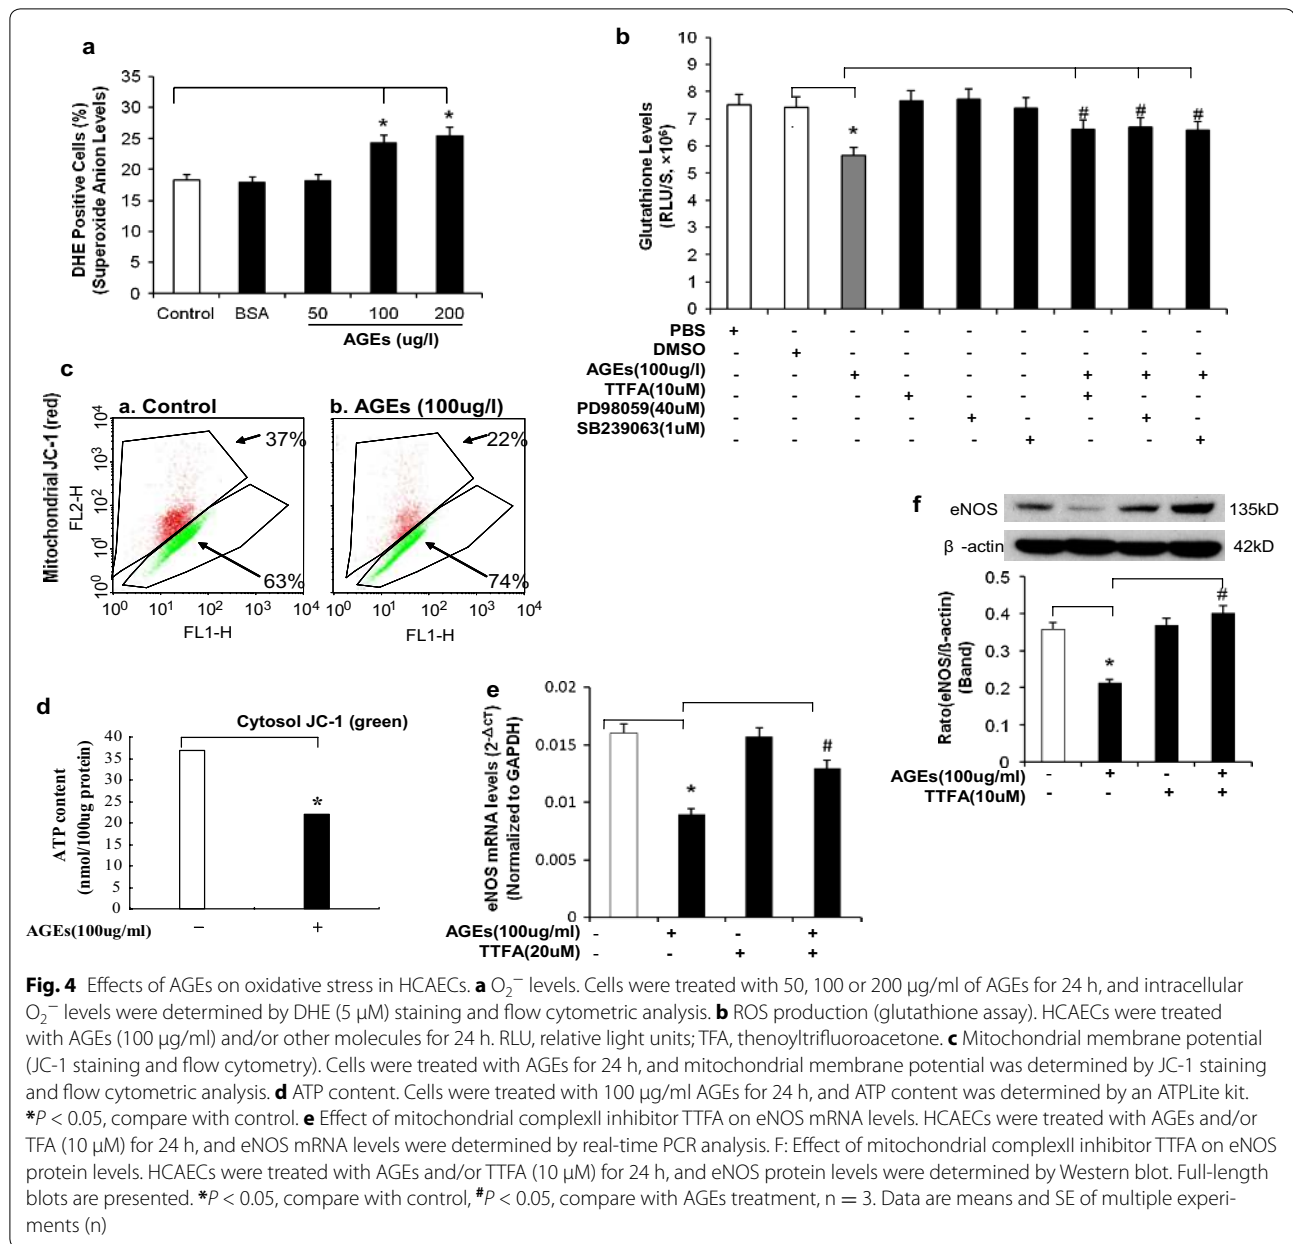 a
35
30
25
20
15
10
5
0
DHE Positive Cells (%)
(Superoxide Anion Levels)
* *
Control BSA 50 100 200
AGEs (ug/l)
b
10
9
8
7
6
5
4
3
2
1
0
Glutathione Levels
(RLU/S, ×10⁶)
* # # #
PBS + - - - - - - - -
DMSO - + - - - - - - -
AGEs(100ug/l) - - + - - - + + +
TTFA(10uM) - - - + - - + - -
PD98059(40uM) - - - - + - - + -
SB239063(1uM) - - - - - + - - +
c
a. Control
b. AGEs (100ug/l)
Mitochondrial JC-1 (red)
FL2-H
10⁴
10³
10²
10¹
10⁰
37%
63%
22%
74%
10⁰ 10¹ 10² 10³ 10⁴
10⁰ 10¹ 10² 10³ 10⁴
FL1-H
FL1-H
Cytosol JC-1 (green)
d
40
35
30
25
20
15
10
5
0
ATP content
(nmol/100ug protein)
*
AGEs(100ug/ml) − +
e
0.02
0.015
0.01
0.005
0
eNOS mRNA levels (2⁻ΔCT)
(Normalized to GAPDH)
* #
AGEs(100ug/ml) - + - +
TTFA(20uM) - - + +
f
eNOS 135kD
β -actin 42kD
0.5
0.4
0.3
0.2
0.1
0
Rato(eNOS/ß-actin)
(Band)
* #
AGEs(100ug/ml) - + - +
TTFA(10uM) - - + +
Fig. 4 Effects of AGEs on oxidative stress in HCAECs. a O₂⁻ levels. Cells were treated with 50, 100 or 200 μg/ml of AGEs for 24 h, and intracellular
O₂⁻ levels were determined by DHE (5 μM) staining and flow cytometric analysis. b ROS production (glutathione assay). HCAECs were treated
with AGEs (100 μg/ml) and/or other molecules for 24 h. RLU, relative light units; TFA, thenoyltrifluoroacetone. c Mitochondrial membrane potential
(JC-1 staining and flow cytometry). Cells were treated with AGEs for 24 h, and mitochondrial membrane potential was determined by JC-1 staining
and flow cytometric analysis. d ATP content. Cells were treated with 100 μg/ml AGEs for 24 h, and ATP content was determined by an ATPLite kit.
*P < 0.05, compare with control. e Effect of mitochondrial complexII inhibitor TTFA on eNOS mRNA levels. HCAECs were treated with AGEs and/or
TFA (10 μM) for 24 h, and eNOS mRNA levels were determined by real-time PCR analysis. F: Effect of mitochondrial complexII inhibitor TTFA on eNOS
protein levels. HCAECs were treated with AGEs and/or TTFA (10 μM) for 24 h, and eNOS protein levels were determined by Western blot. Full-length
blots are presented. *P < 0.05, compare with control, #P < 0.05, compare with AGEs treatment, n = 3. Data are means and SE of multiple experi-
ments (n)